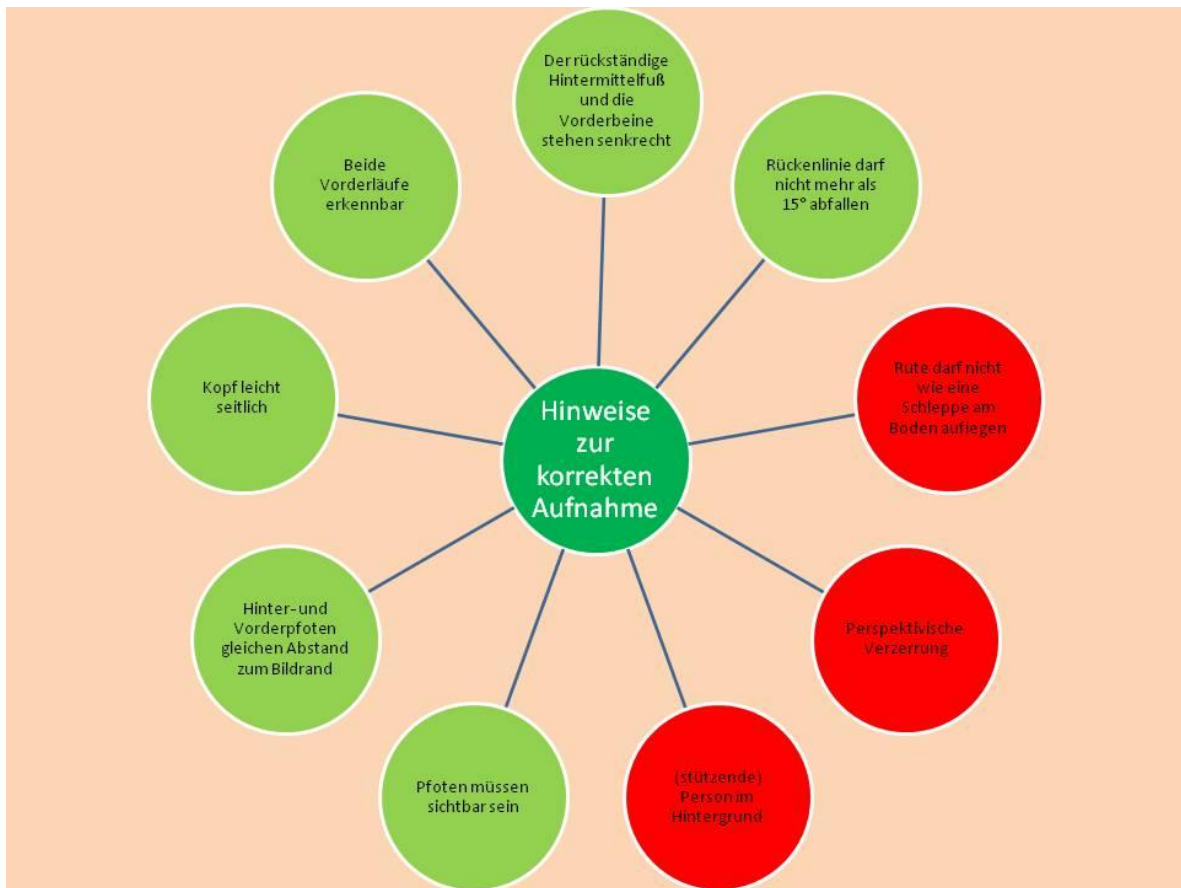 Der rückständige
Hintermittelfuß
und die
Vorderbeine
stehen senkrecht
Rückenlinie darf
nicht mehr als
15° abfallen
Rute darf nicht
wie eine
Schleppe am
Boden aufliegen
Perspektivische
Verzerrung
(stützende)
Person im
Hintergrund
Pfoten müssen
sichtbar sein
Hinter- und
Vorderpfoten
gleichen Abstand
zum Bildrand
Kopf leicht
seitlich
Beide
Vorderläufe
erkennbar
Hinweise
zur
korrekten
Aufnahme